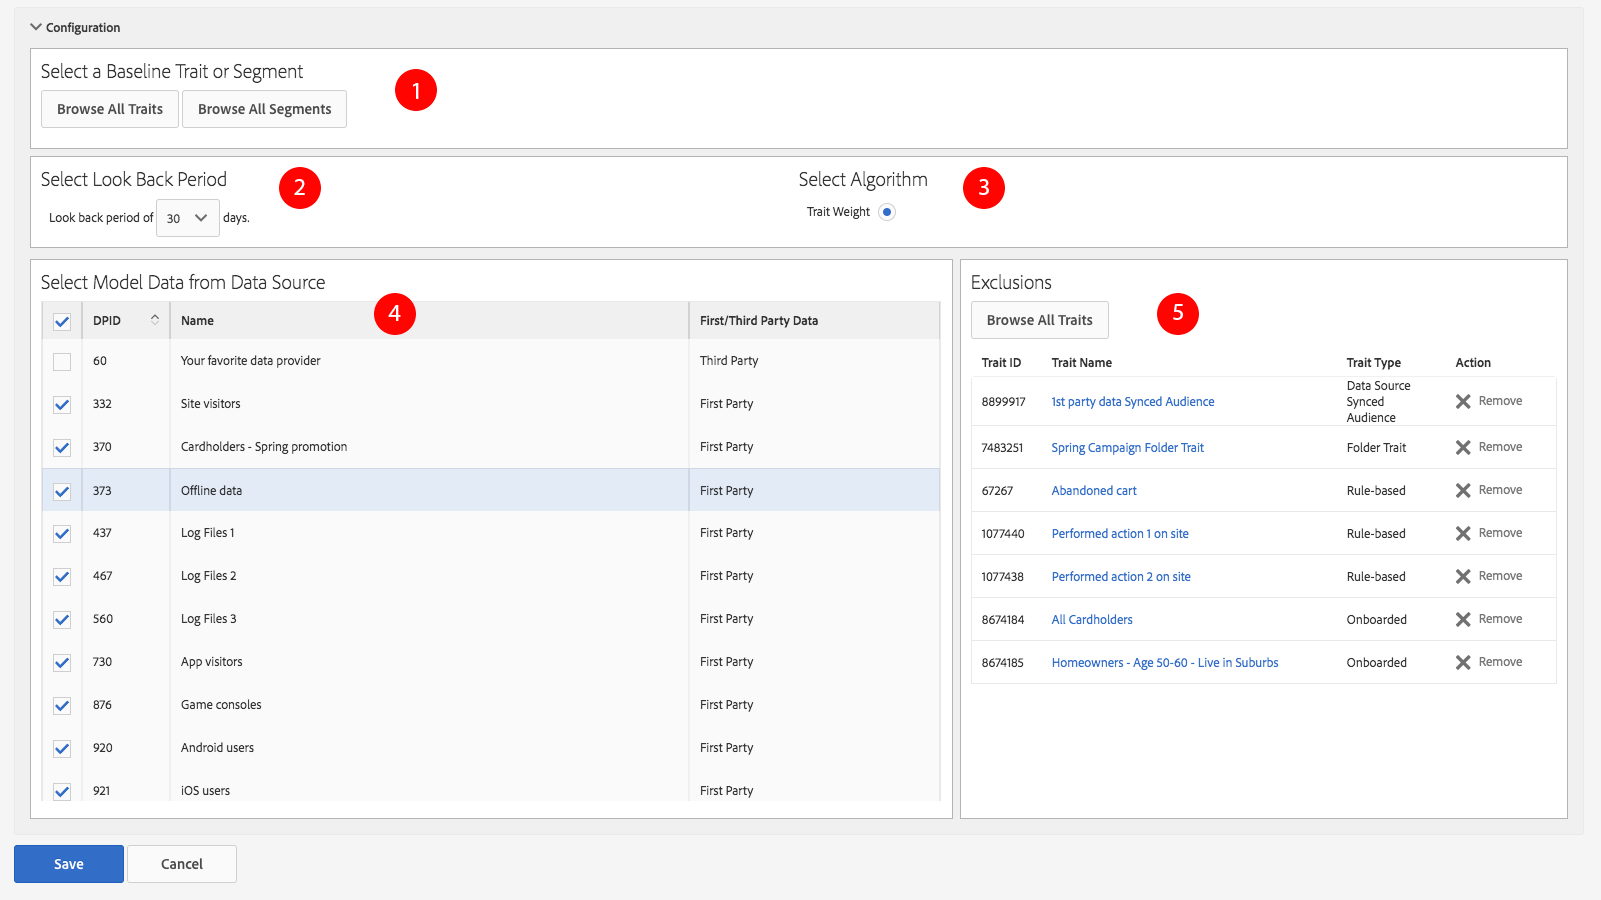 Configuration
Select a Baseline Trait or Segment
1
Browse All Traits Browse All Segments
Select Look Back Period
2
Look back period of 30 days.
Select Algorithm
3
Trait Weight
Select Model Data from Data Source
4
DPID Name First/Third Party Data
60 Your favorite data provider Third Party
332 Site visitors First Party
370 Cardholders - Spring promotion First Party
373 Offline data First Party
437 Log Files 1 First Party
467 Log Files 2 First Party
560 Log Files 3 First Party
730 App visitors First Party
876 Game consoles First Party
920 Android users First Party
921 iOS users First Party
Exclusions
Browse All Traits
5
Trait ID Trait Name Trait Type Action
8899917 1st party data Synced Audience Data Source Synced Audience Remove
7483251 Spring Campaign Folder Trait Folder Trait Remove
67267 Abandoned cart Rule-based Remove
1077440 Performed action 1 on site Rule-based Remove
1077438 Performed action 2 on site Rule-based Remove
8674184 All Cardholders Onboarded Remove
8674185 Homeowners - Age 50-60 - Live in Suburbs Onboarded Remove
Save Cancel